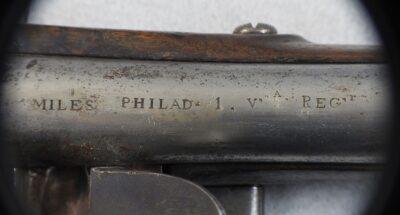 MILES PHILAD. 1. V^A REG^T